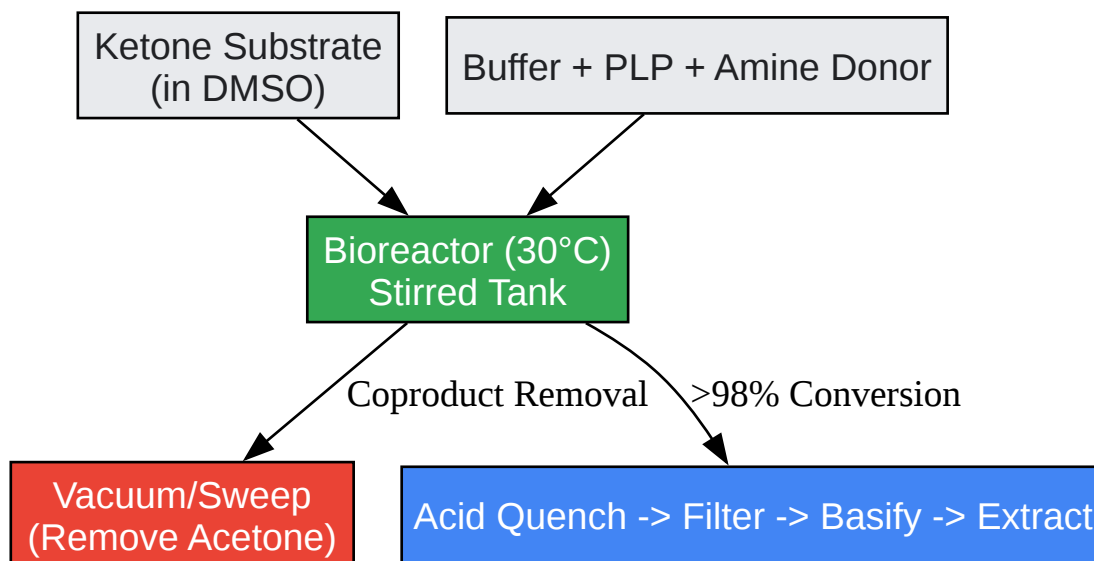 Ketone Substrate
(in DMSO)
Buffer + PLP + Amine Donor
Bioreactor (30°C)
Stirred Tank
Coproduct Removal
>98% Conversion
Vacuum/Sweep
(Remove Acetone)
Acid Quench -> Filter -> Basify -> Extract